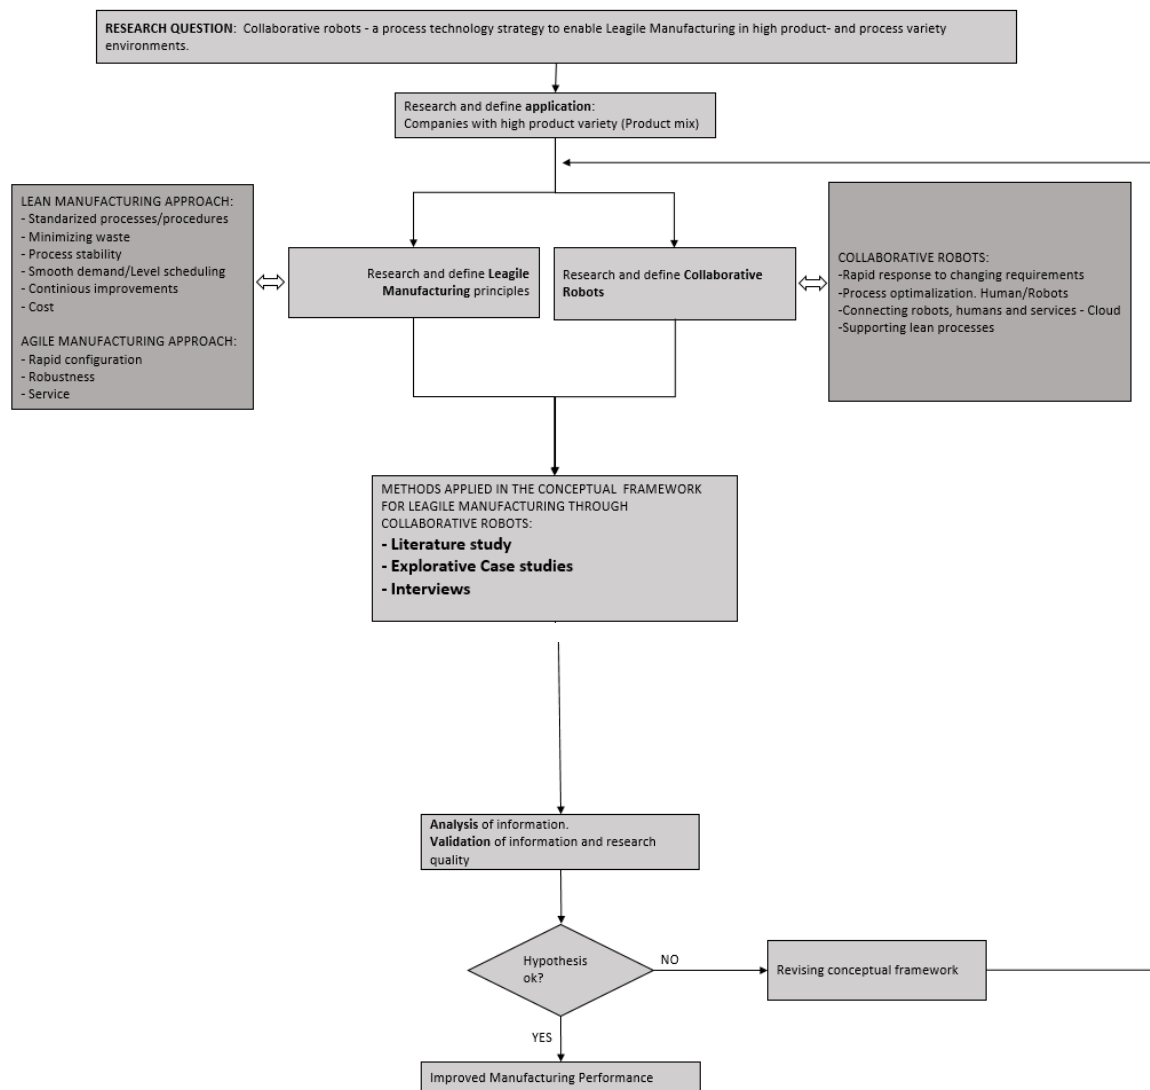 RESEARCH QUESTION: Collaborative robots - a process technology strategy to enable Leagile Manufacturing in high product- and process variety
environments.
Research and define application:
Companies with high product variety (Product mix)
LEAN MANUFACTURING APPROACH:
- Standarized processes/procedures
- Minimizing waste
- Process stability
- Smooth demand/Level scheduling
- Continious improvements
- Cost
AGILE MANUFACTURING APPROACH:
- Rapid configuration
- Robustness
- Service
Research and define Leagile
Manufacturing principles
Research and define Collaborative
Robots
COLLABORATIVE ROBOTS:
-Rapid response to changing requirements
-Process optimalization. Human/Robots
-Connecting robots, humans and services - Cloud
-Supporting lean processes
METHODS APPLIED IN THE CONCEPTUAL FRAMEWORK
FOR LEAGILE MANUFACTURING THROUGH
COLLABORATIVE ROBOTS:
- Literature study
- Explorative Case studies
- Interviews
Analysis of information.
Validation of information and research
quality
Hypothesis
ok?
NO
Revising conceptual framework
YES
Improved Manufacturing Performance